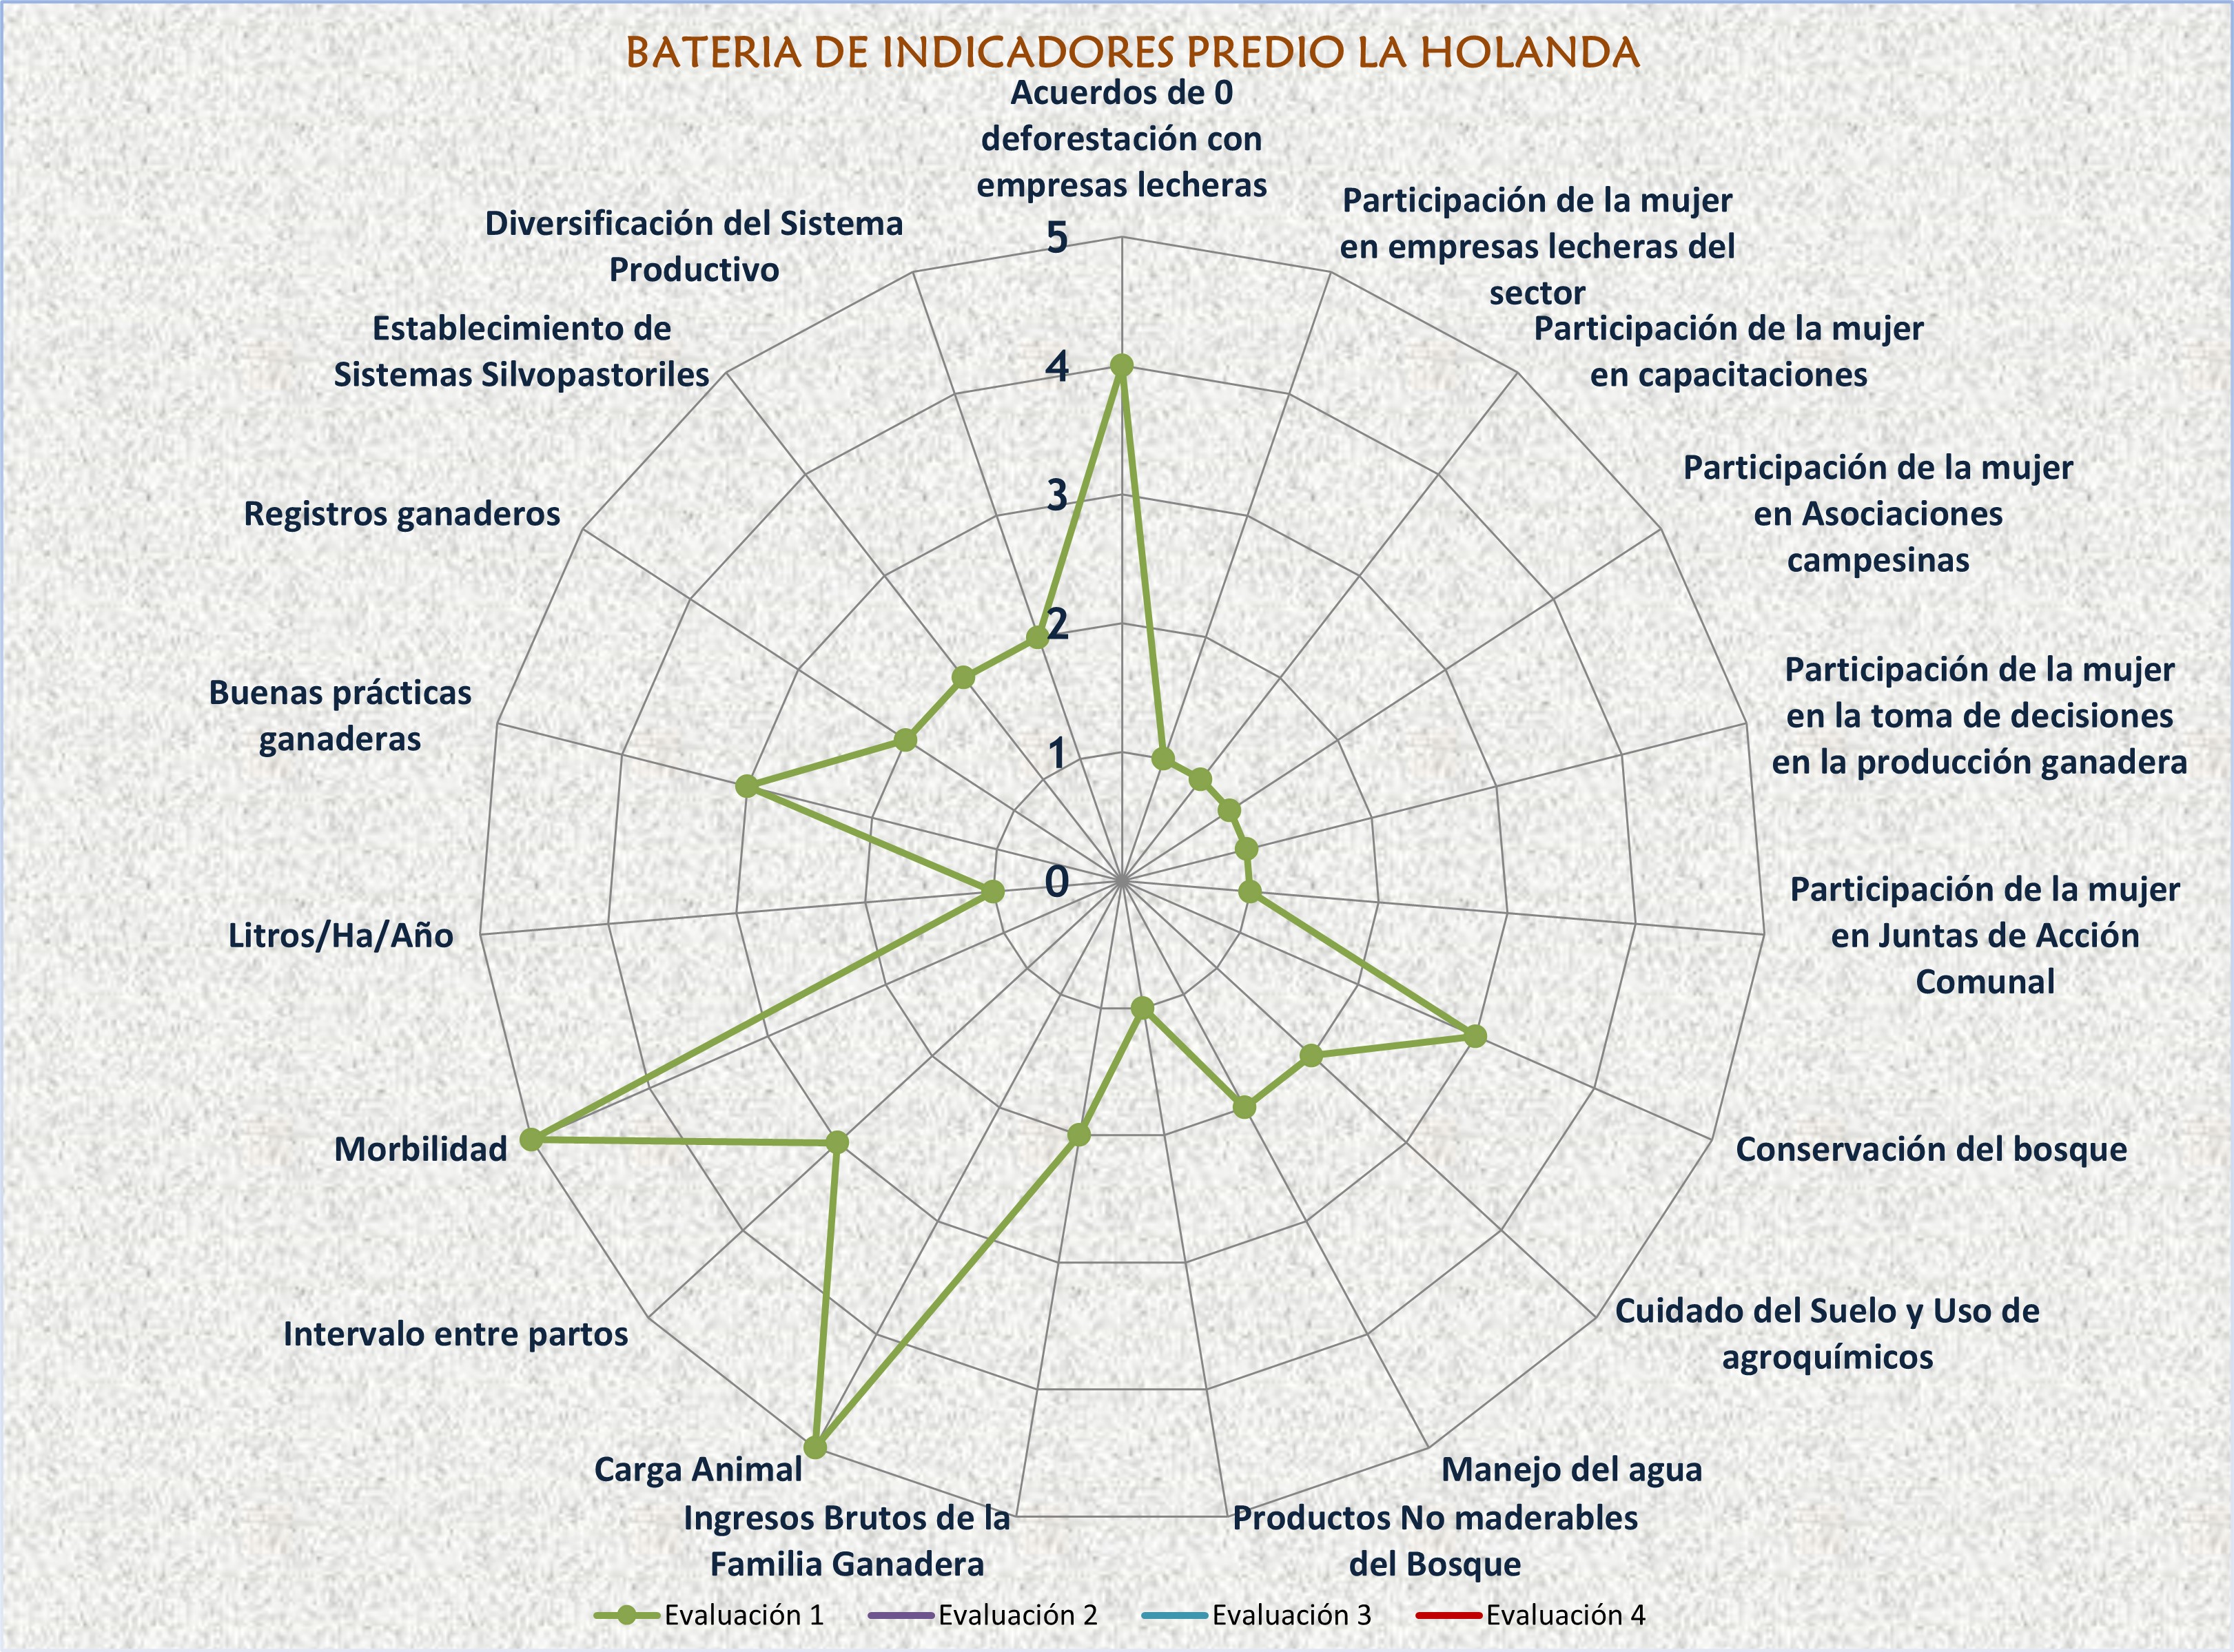 BATERIA DE INDICADORES PREDIO LA HOLANDA
Acuerdos de 0
deforestación con
empresas lecheras
Participación de la mujer
en empresas lecheras del
sector
Participación de la mujer
en capacitaciones
Participación de la mujer
en Asociaciones
campesinas
Participación de la mujer
en la toma de decisiones
en la producción ganadera
Participación de la mujer
en Juntas de Acción
Comunal
Conservación del bosque
Cuidado del Suelo y Uso de
agroquímicos
Manejo del agua
Productos No maderables
del Bosque
Ingresos Brutos de la
Familia Ganadera
Carga Animal
Intervalo entre partos
Morbilidad
Litros/Ha/Año
Buenas prácticas
ganaderas
Registros ganaderos
Establecimiento de
Sistemas Silvopastoriles
Diversificación del Sistema
Productivo
5
4
3
2
1
0
Evaluación 1
Evaluación 2
Evaluación 3
Evaluación 4